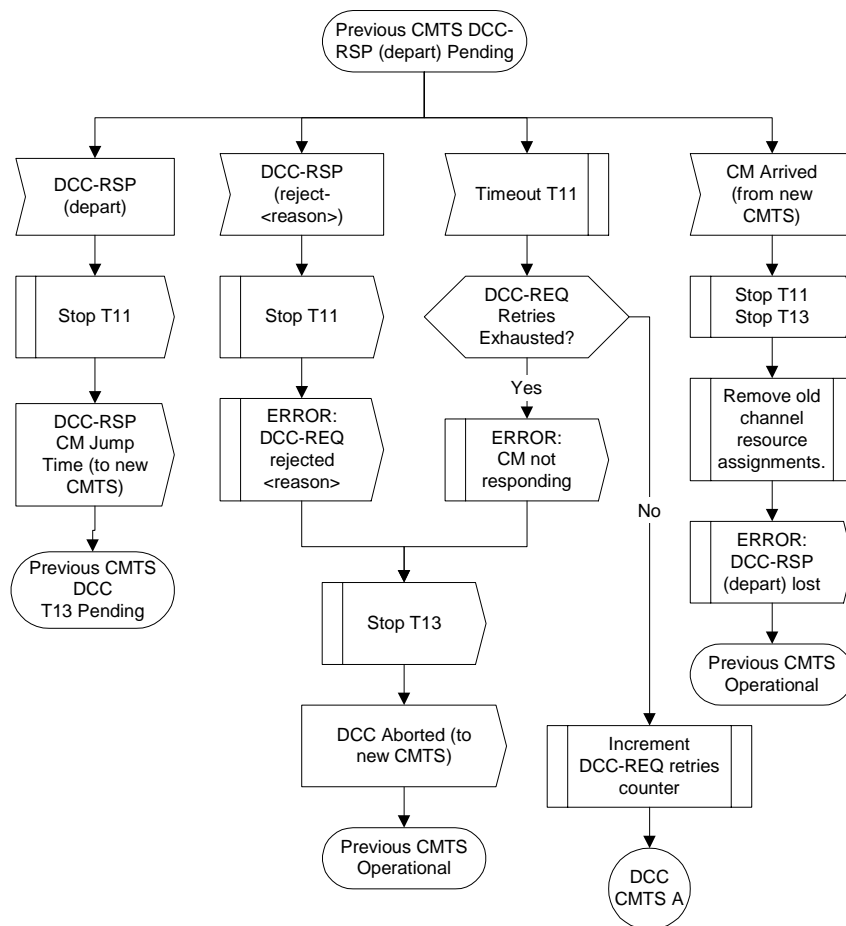 Previous CMTS DCC-
RSP (depart) Pending
DCC-RSP
(depart)
DCC-RSP
(reject-
<reason>)
Timeout T11
CM Arrived
(from new
CMTS)
Stop T11
Stop T11
DCC-REQ
Retries
Exhausted?
Stop T11
Stop T13
Yes
DCC-RSP
CM Jump
Time (to new
CMTS)
ERROR:
DCC-REQ
rejected
<reason>
ERROR:
CM not
responding
Remove old
channel
resource
assignments.
No
Previous CMTS
DCC
T13 Pending
ERROR:
DCC-RSP
(depart) lost
Stop T13
Previous CMTS
Operational
DCC Aborted (to
new CMTS)
Increment
DCC-REQ retries
counter
Previous CMTS
Operational
DCC
CMTS A